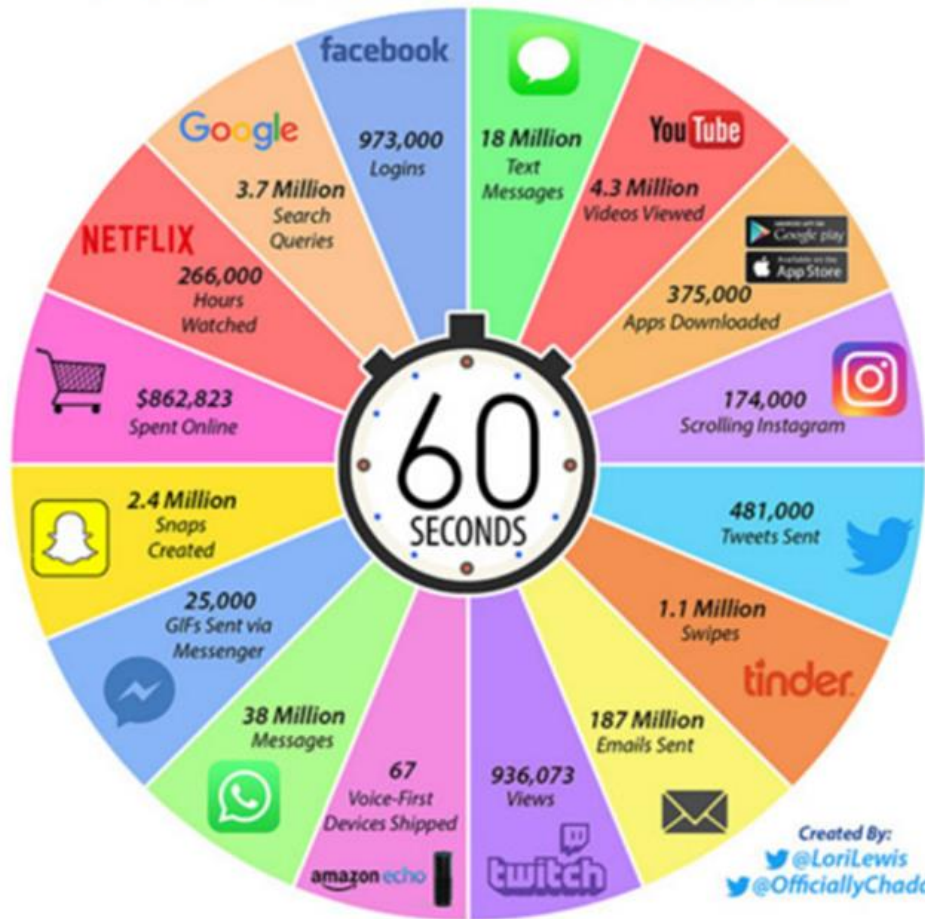 facebook
973,000
Logins
18 Million
Text
Messages
YouTube
4.3 Million
Videos Viewed
Google play
App Store
375,000
Apps Downloaded
174,000
Scrolling Instagram
481,000
Tweets Sent
1.1 Million
Swipes
tinder
187 Million
Emails Sent
936,073
Views
twitch
67
Voice-First
Devices Shipped
amazon echo
38 Million
Messages
25,000
GIFs Sent via
Messenger
2.4 Million
Snaps
Created
$862,823
Spent Online
NETFLIX
266,000
Hours
Watched
Google
3.7 Million
Search
Queries
60
SECONDS
Created By:
@LoriLewis
@OfficiallyChadd